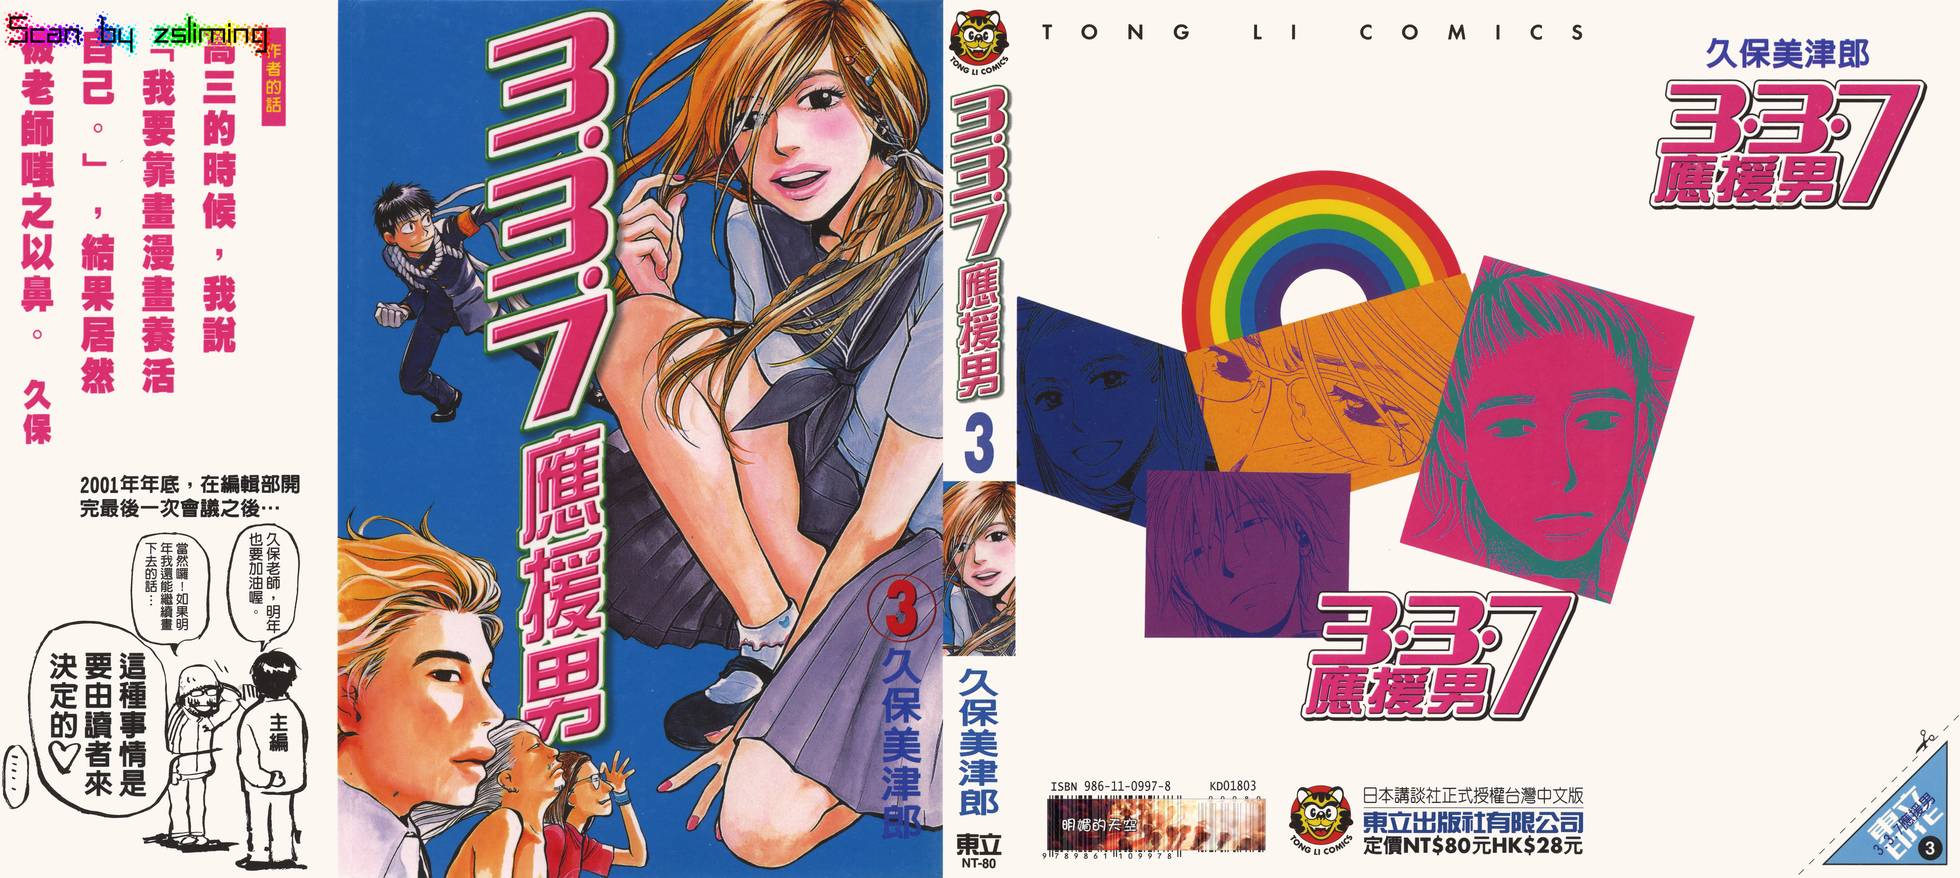 Scan by zsliming
作者的話
高三的時候，我說
「我要靠畫漫畫養活
自己。」，結果居然
被老師嗤之以鼻。 久保
2001年年底，在編輯部開
完最後一次會議之後…
久保老師，明年
也要加油喔。
當然囉！如果明
年我還能繼續畫
下去的話…
主編
這種事情是
要由讀者來
決定的♡
……
3.3.7應援男
3
久保美津郎
TONG LI COMICS
3.3.7應援男
3
久保美津郎
東立
NT-80
TONG LI COMICS
久保美津郎
3·3·7
應援男
3·3·7
應援男
ISBN 986-11-0997-8 KD01803
明媚的天空
9 789861 109978
TONG LI COMICS
日本講談社正式授權台灣中文版
東立出版社有限公司
定價NT$80元HK$28元
3·3·7應援男
3